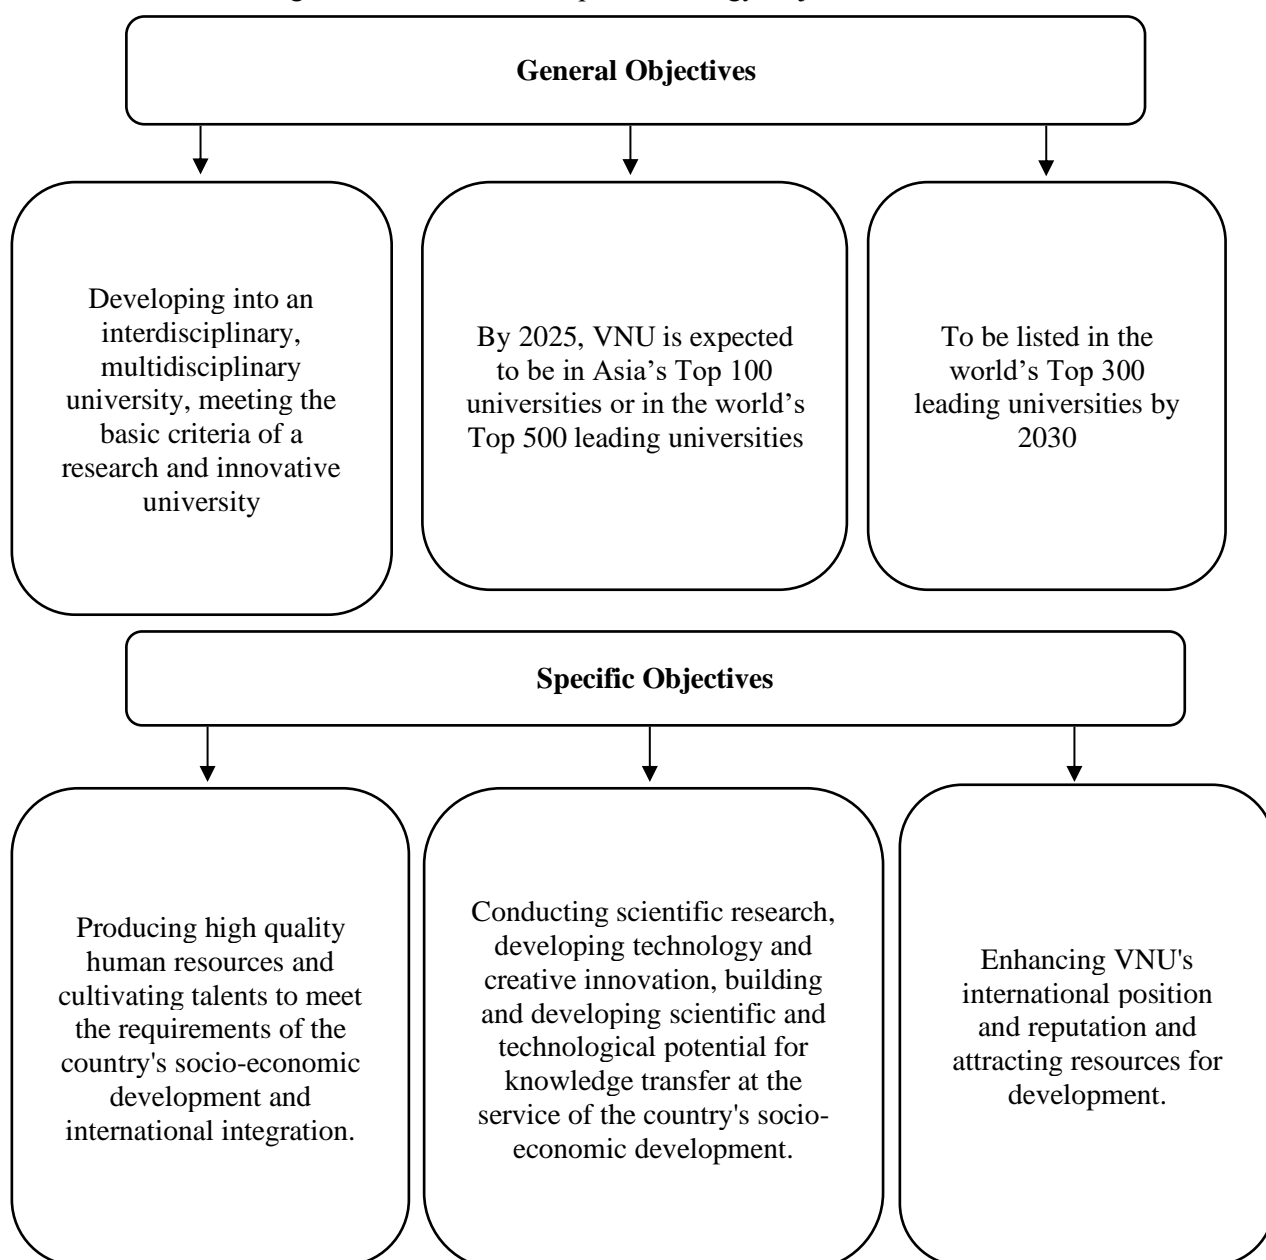 General Objectives
Developing into an
interdisciplinary,
multidisciplinary
university, meeting the
basic criteria of a
research and innovative
university
By 2025, VNU is expected
to be in Asia’s Top 100
universities or in the world’s
Top 500 leading universities
To be listed in the
world’s Top 300
leading universities by
2030
Specific Objectives
Producing high quality
human resources and
cultivating talents to meet
the requirements of the
country's socio-economic
development and
international integration.
Conducting scientific research,
developing technology and
creative innovation, building
and developing scientific and
technological potential for
knowledge transfer at the
service of the country's socio-
economic development.
Enhancing VNU's
international position
and reputation and
attracting resources for
development.